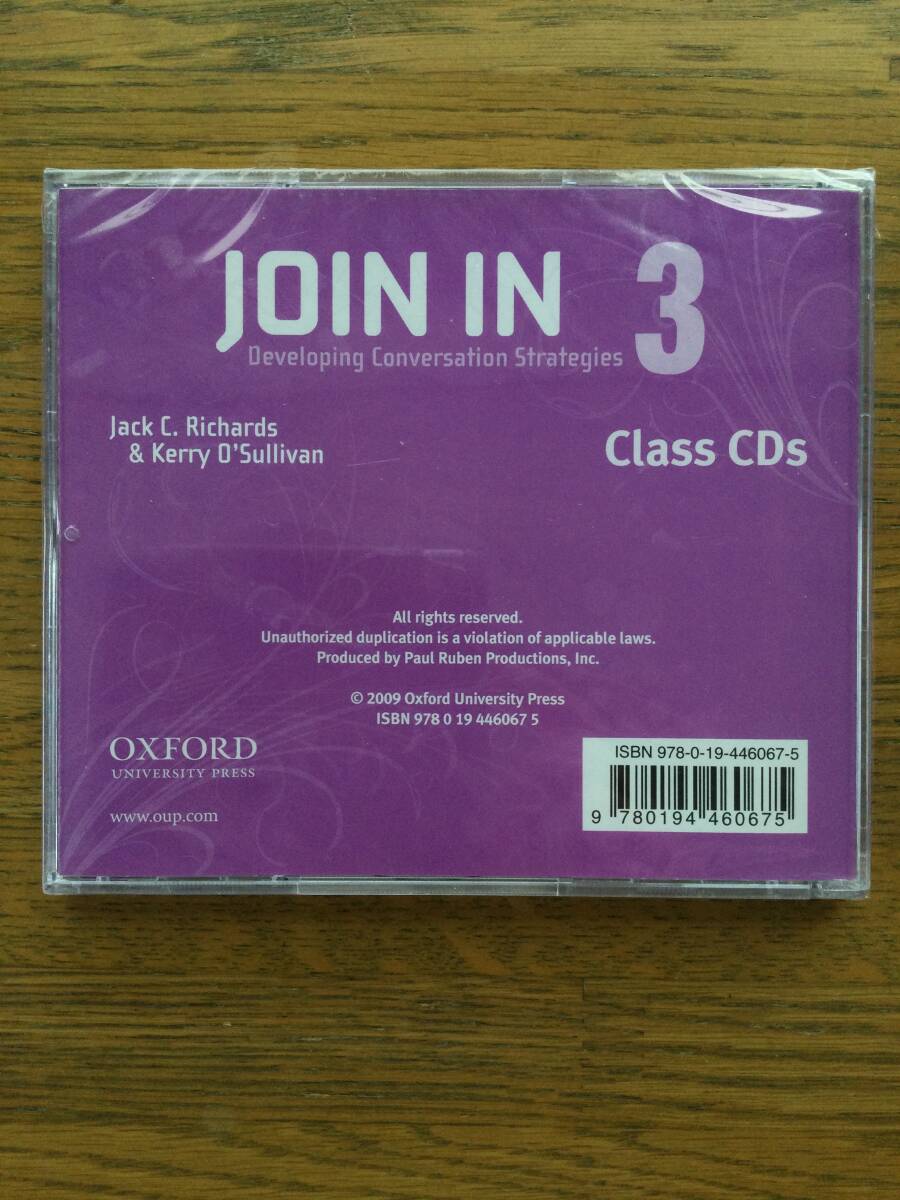 JOIN IN 3
Developing Conversation Strategies
Jack C. Richards
& Kerry O'Sullivan
Class CDs
All rights reserved.
Unauthorized duplication is a violation of applicable laws.
Produced by Paul Ruben Productions, Inc.
© 2009 Oxford University Press
ISBN 978 0 19 446067 5
OXFORD
UNIVERSITY PRESS
www.oup.com
ISBN 978-0-19-446067-5
9 780194 460675